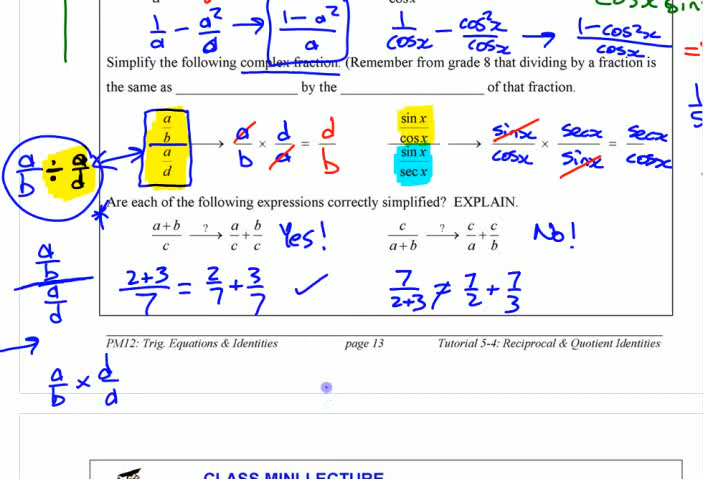 cosx sin
1/a − a²/a → 1−a²/a   1/cosx − cos²x/cosx → 1−cos²x/cosx
Simplify the following complex fraction. (Remember from grade 8 that dividing by a fraction is
the same as ____________ by the ____________ of that fraction.
a/b ÷ a/d   (a/b)/(a/d) → a/b × d/a = d/b   (sin x/cos x)/(sin x/sec x) → sinx/cosx × secx/sinx = secx/cosx
Are each of the following expressions correctly simplified? EXPLAIN.
(a+b)/c →? a/c + b/c Yes!   c/(a+b) →? c/a + c/b No!
(a/b)/(a/d)   (2+3)/7 = 2/7 + 3/7 ✓   7/(2+3) ≠ 7/2 + 7/3
PM12: Trig. Equations & Identities   page 13   Tutorial 5-4: Reciprocal & Quotient Identities
→
a/b × d/a
CLASS MINI LECTURE